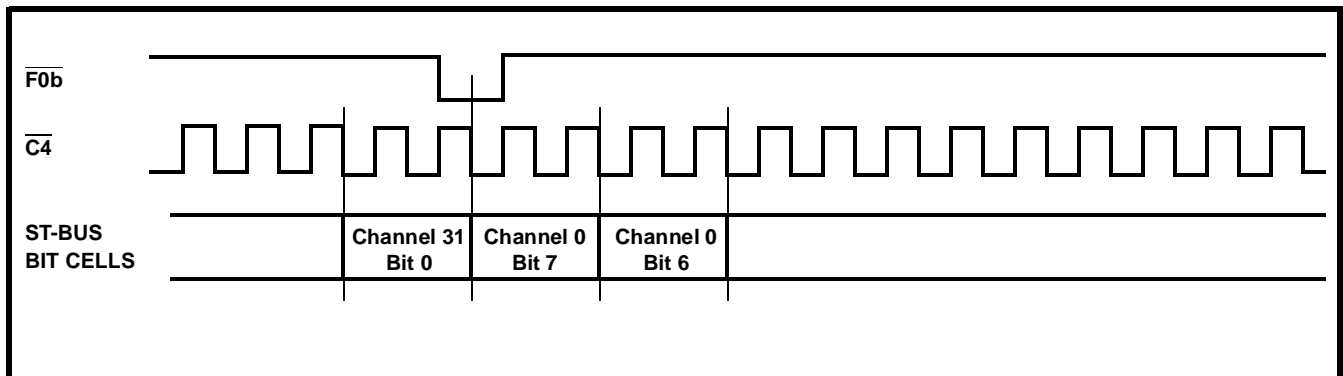 F0b
C4
ST-BUS
BIT CELLS
Channel 31
Bit 0
Channel 0
Bit 7
Channel 0
Bit 6